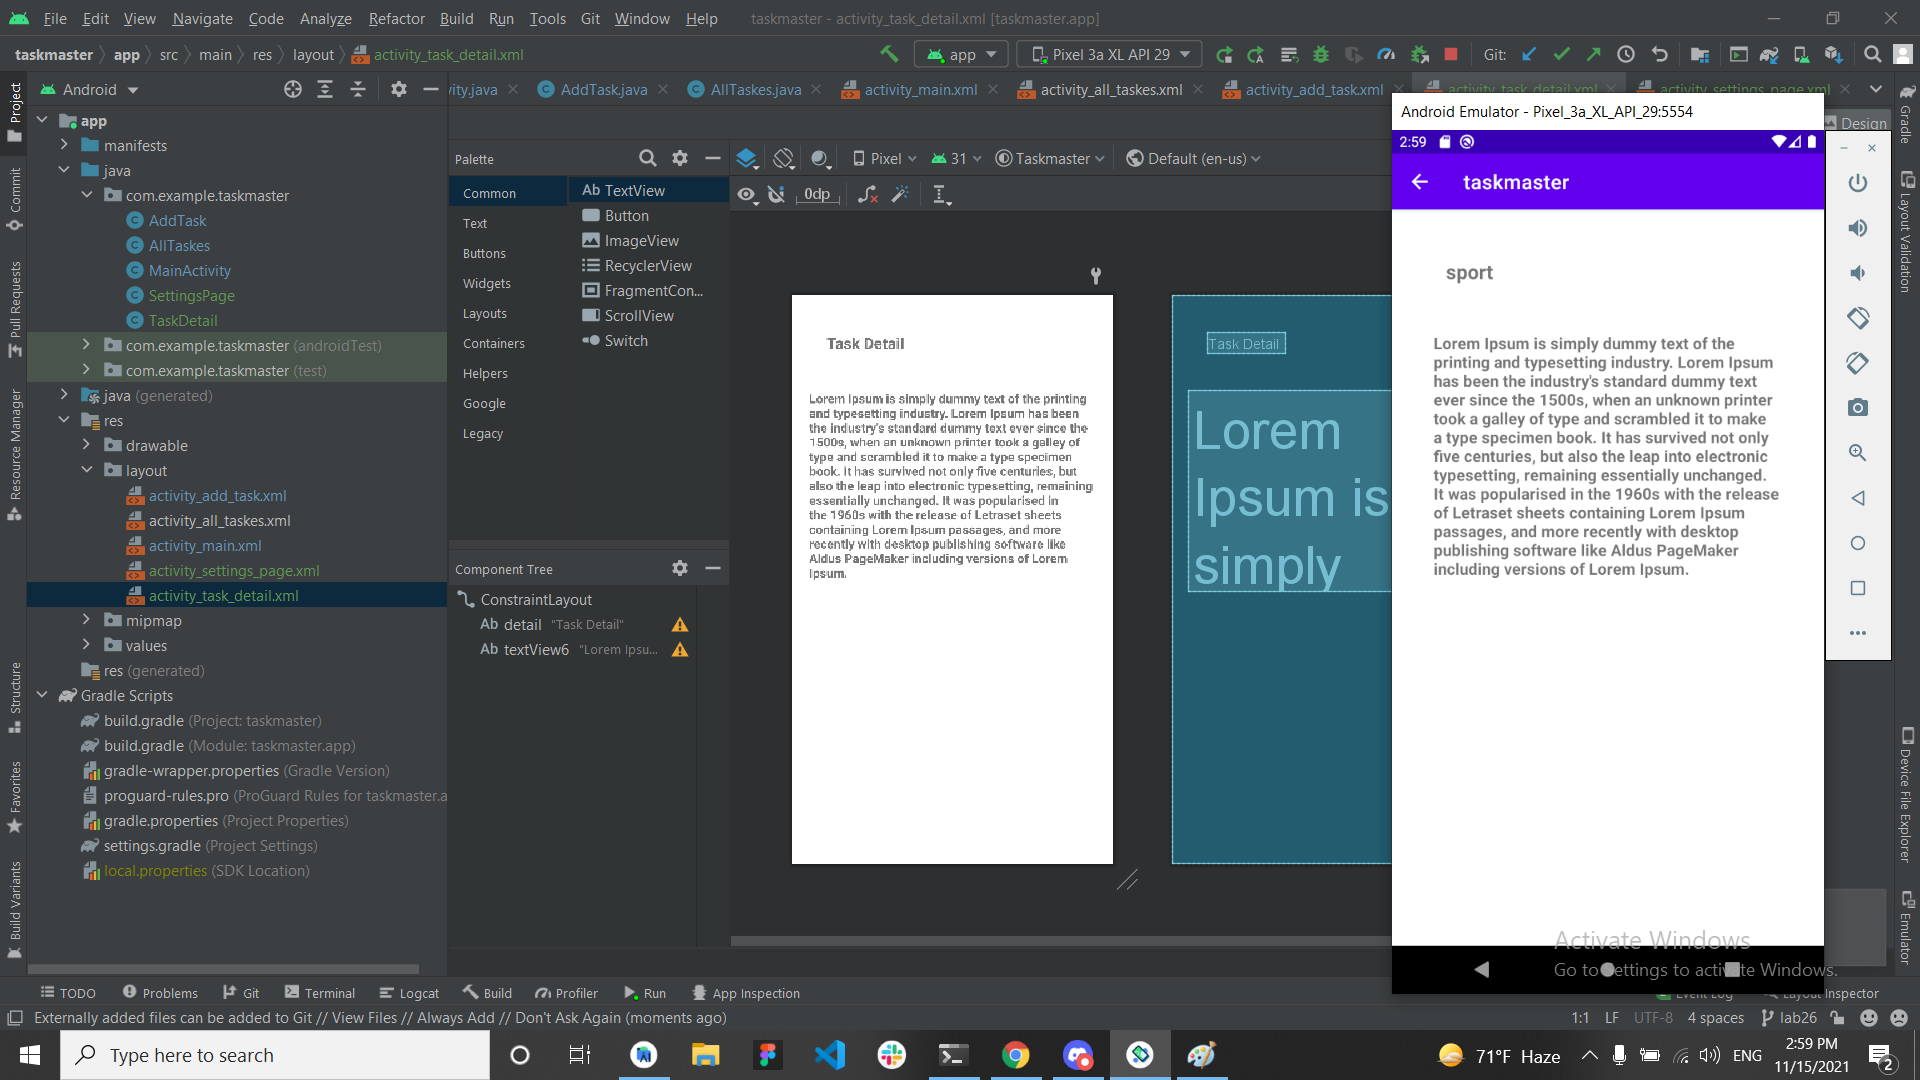 File Edit View Navigate Code Analyze Refactor Build Run Tools Git Window Help taskmaster - activity_task_detail.xml [taskmaster.app]
taskmaster app src main res layout activity_task_detail.xml app Pixel 3a XL API 29 Git:
Android
ity.java AddTask.java AllTaskes.java activity_main.xml activity_all_taskes.xml activity_add_task.xml activity_task_detail.xml activity_settings_page.xml
Project
Commit
Pull Requests
Resource Manager
Structure
Favorites
Build Variants
app
manifests
java
com.example.taskmaster
AddTask
AllTaskes
MainActivity
SettingsPage
TaskDetail
com.example.taskmaster (androidTest)
com.example.taskmaster (test)
java (generated)
res
drawable
layout
activity_add_task.xml
activity_all_taskes.xml
activity_main.xml
activity_settings_page.xml
activity_task_detail.xml
mipmap
values
res (generated)
Gradle Scripts
build.gradle (Project: taskmaster)
build.gradle (Module: taskmaster.app)
gradle-wrapper.properties (Gradle Version)
proguard-rules.pro (ProGuard Rules for taskmaster.a
gradle.properties (Project Properties)
settings.gradle (Project Settings)
local.properties (SDK Location)
Palette
Common
Text
Buttons
Widgets
Layouts
Containers
Helpers
Google
Legacy
Ab TextView
Button
ImageView
RecyclerView
FragmentCon...
ScrollView
Switch
Component Tree
ConstraintLayout
Ab detail "Task Detail"
Ab textView6 "Lorem Ipsu...
Pixel 31 Taskmaster Default (en-us)
0dp
Task Detail
Lorem Ipsum is simply dummy text of the printing
and typesetting industry. Lorem Ipsum has been
the industry's standard dummy text ever since the
1500s, when an unknown printer took a galley of
type and scrambled it to make a type specimen
book. It has survived not only five centuries, but
also the leap into electronic typesetting, remaining
essentially unchanged. It was popularised in
the 1960s with the release of Letraset sheets
containing Lorem Ipsum passages, and more
recently with desktop publishing software like
Aldus PageMaker including versions of Lorem
Ipsum.
Task Detail
Lorem
Ipsum is
simply
Design
Android Emulator - Pixel_3a_XL_API_29:5554
2:59
taskmaster
sport
Lorem Ipsum is simply dummy text of the
printing and typesetting industry. Lorem Ipsum
has been the industry's standard dummy text
ever since the 1500s, when an unknown printer
took a galley of type and scrambled it to make
a type specimen book. It has survived not only
five centuries, but also the leap into electronic
typesetting, remaining essentially unchanged.
It was popularised in the 1960s with the release
of Letraset sheets containing Lorem Ipsum
passages, and more recently with desktop
publishing software like Aldus PageMaker
including versions of Lorem Ipsum.
Activate Windows
Go to Settings to activate Windows.
Gradle
Layout Validation
Device File Explorer
Emulator
TODO Problems Git Terminal Logcat Build Profiler Run App Inspection Event Log Layout Inspector
Externally added files can be added to Git // View Files // Always Add // Don't Ask Again (moments ago) 1:1 LF UTF-8 4 spaces lab26
Type here to search 71°F Haze ENG
2:59 PM
11/15/2021
2